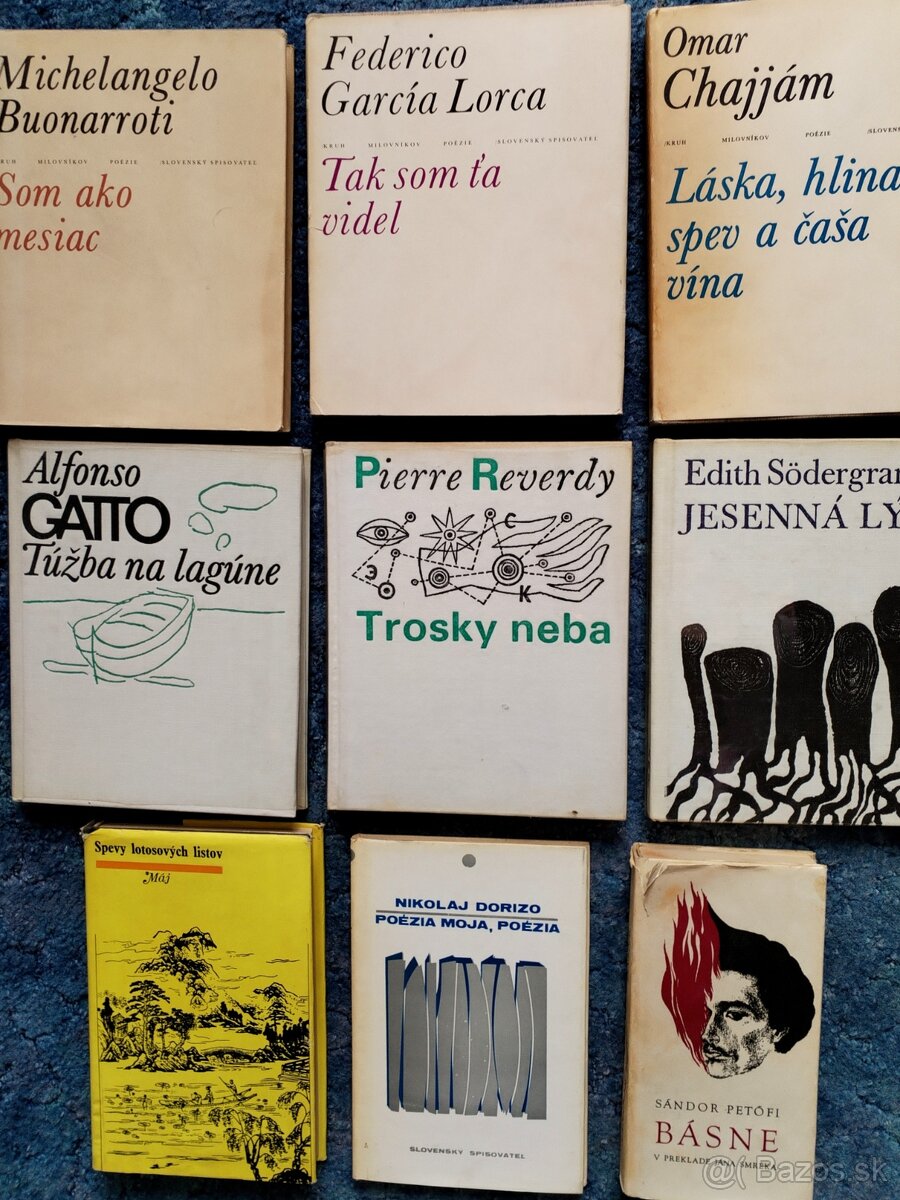 Michelangelo
Buonarroti
KRUH MILOVNÍKOV POÉZIE /SLOVENSKÝ SPISOVATEĽ
Som ako
mesiac
Federico
García Lorca
/KRUH MILOVNÍKOV POÉZIE /SLOVENSKÝ SPISOVATEĽ
Tak som ťa
videl
Omar
Chajjám
/KRUH MILOVNÍKOV POÉZIE /SLOVENS
Láska, hlina
spev a čaša
vína
Alfonso
GATTO
Túžba na lagúne
Pierre Reverdy
C
Э
K
Trosky neba
Edith Södergran
JESENNÁ LÝ
Spevy lotosových listov
Máj
NIKOLAJ DORIZO
POÉZIA MOJA, POÉZIA
SLOVENSKÝ SPISOVATEĽ
SÁNDOR PETŐFI
BÁSNE
V PREKLADE JÁNA SMREKA
@ Bazos.sk